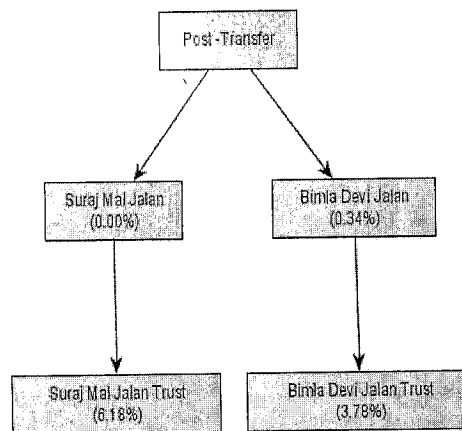 Post -Transfer
Suraj Mal Jalan
(0.00%)
Bimla Devi Jalan
(0.34%)
Suraj Mal Jalan Trust
(6.18%)
Bimla Devi Jalan Trust
(3.78%)